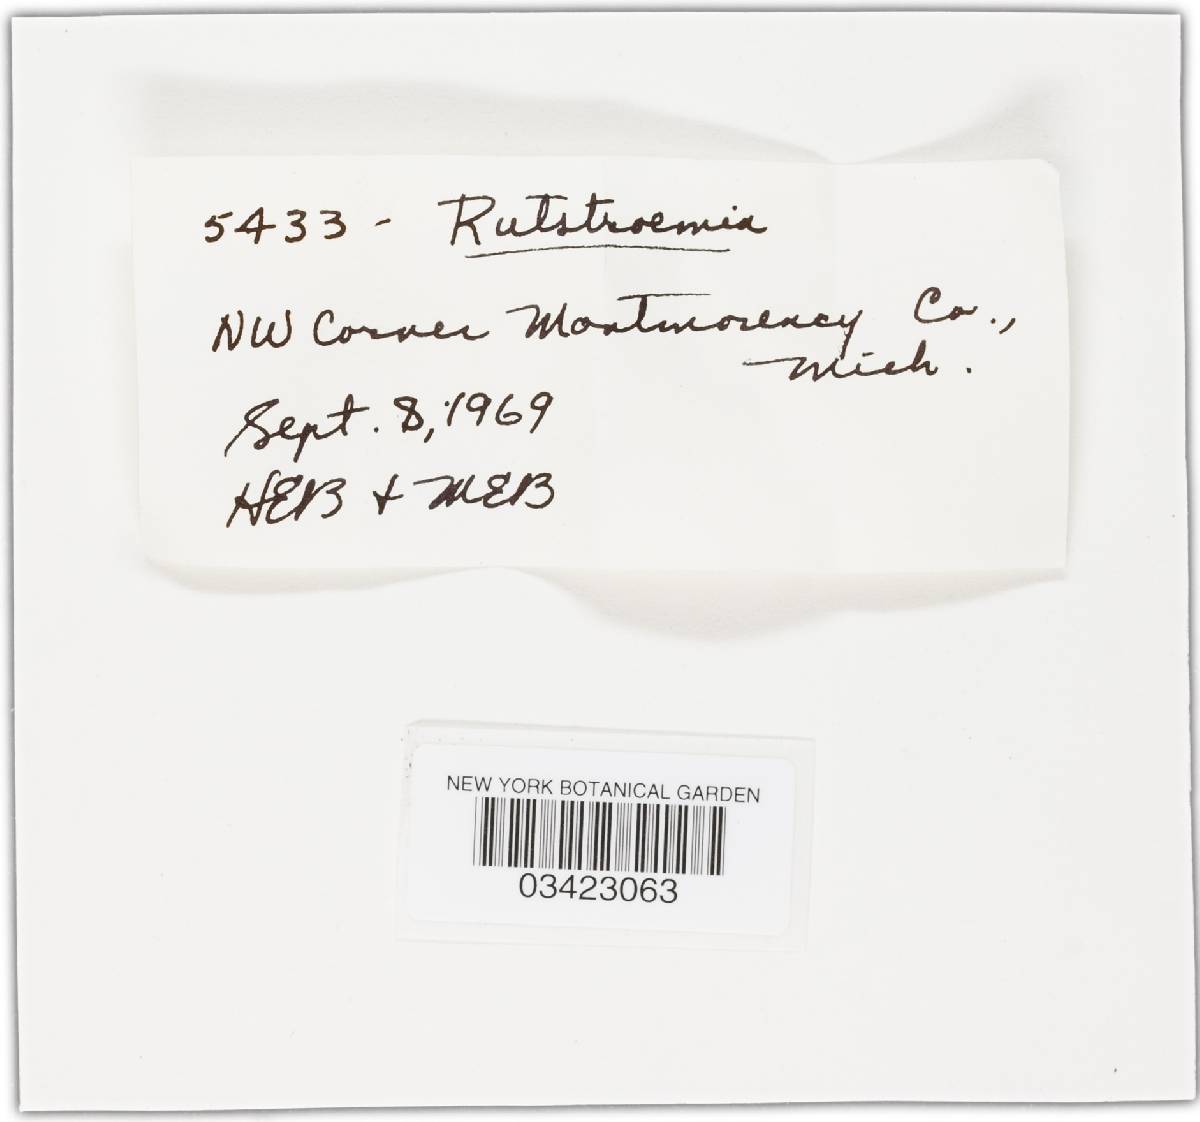 5433 - Rutstroemia
NW Corner Montmorency Co.,
Mich.
Sept. 8, 1969
HEB + MEB
NEW YORK BOTANICAL GARDEN
03423063